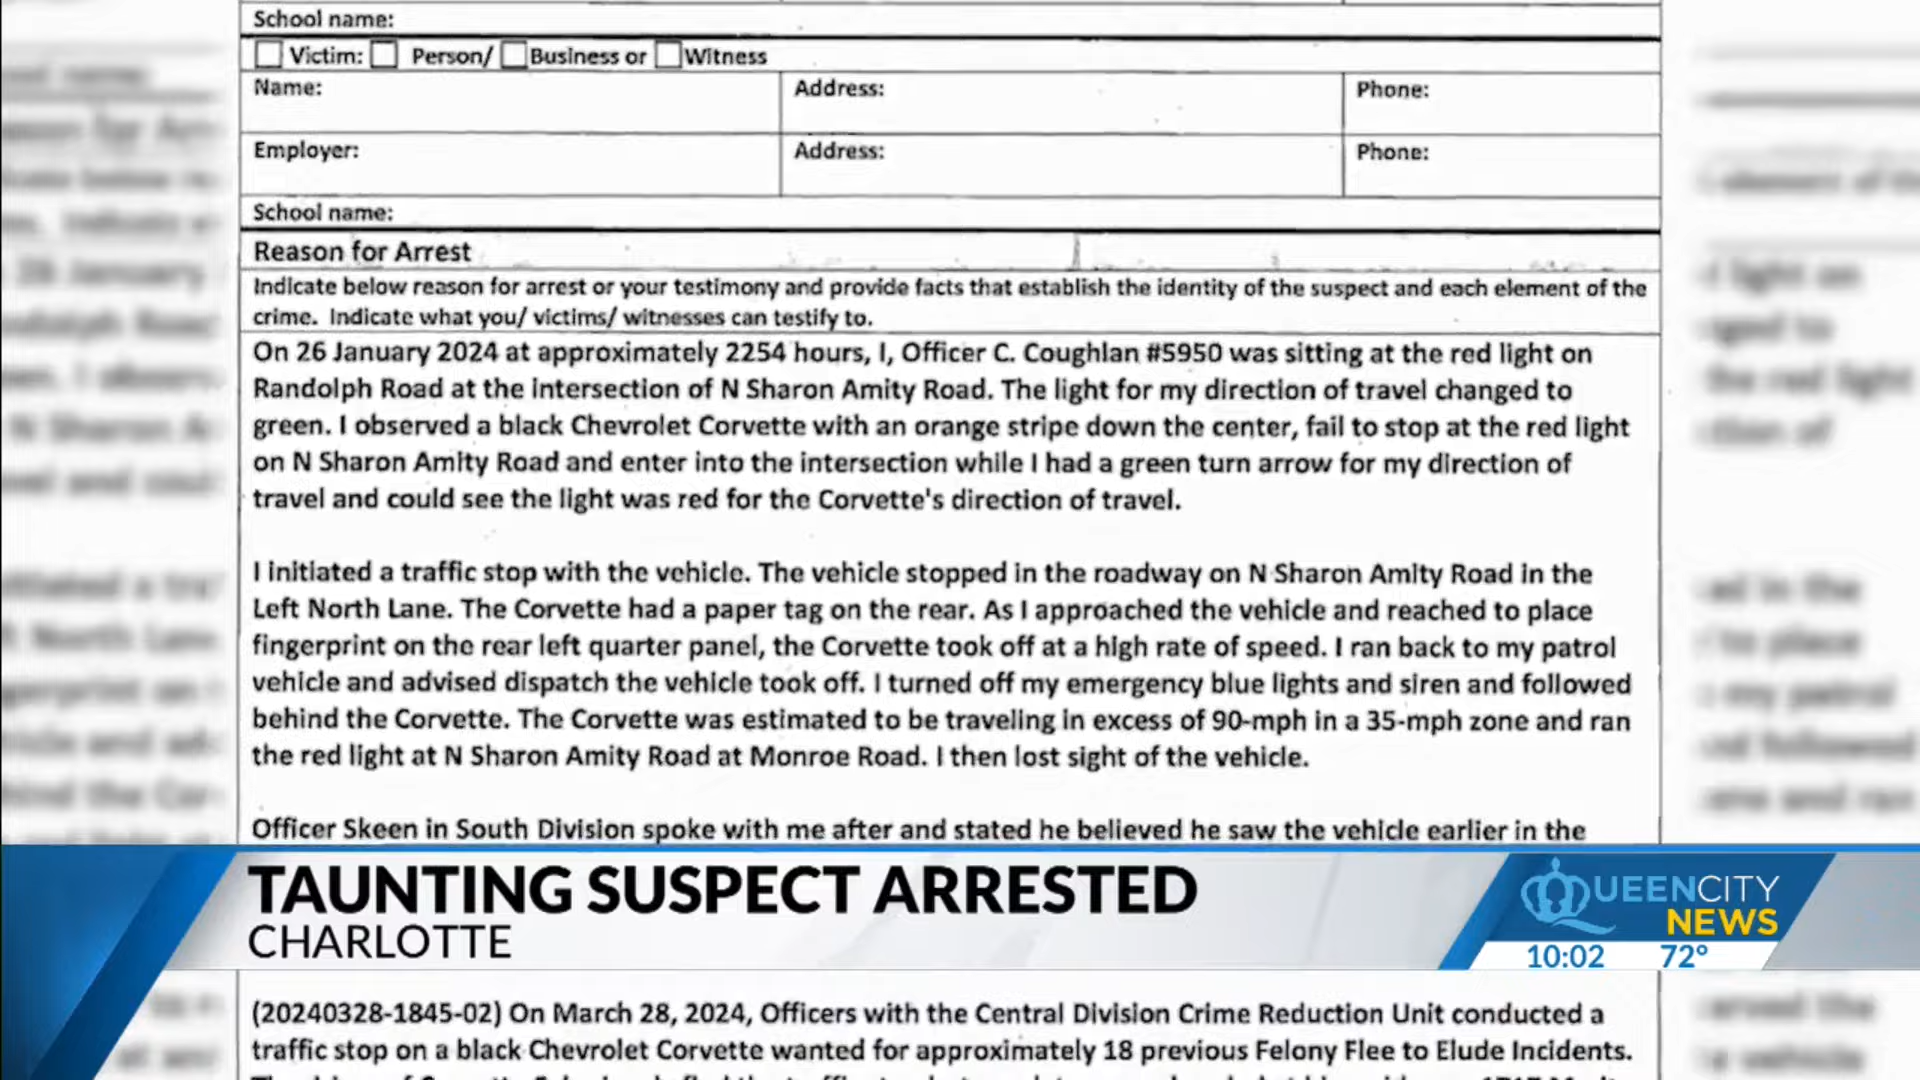 School name:
Victim: Person/ Business or Witness
Name: Address: Phone:
Employer: Address: Phone:
School name:
Reason for Arrest
Indicate below reason for arrest or your testimony and provide facts that establish the identity of the suspect and each element of the
crime. Indicate what you/ victims/ witnesses can testify to.
On 26 January 2024 at approximately 2254 hours, I, Officer C. Coughlan #5950 was sitting at the red light on
Randolph Road at the intersection of N Sharon Amity Road. The light for my direction of travel changed to
green. I observed a black Chevrolet Corvette with an orange stripe down the center, fail to stop at the red light
on N Sharon Amity Road and enter into the intersection while I had a green turn arrow for my direction of
travel and could see the light was red for the Corvette's direction of travel.
I initiated a traffic stop with the vehicle. The vehicle stopped in the roadway on N Sharon Amity Road in the
Left North Lane. The Corvette had a paper tag on the rear. As I approached the vehicle and reached to place
fingerprint on the rear left quarter panel, the Corvette took off at a high rate of speed. I ran back to my patrol
vehicle and advised dispatch the vehicle took off. I turned off my emergency blue lights and siren and followed
behind the Corvette. The Corvette was estimated to be traveling in excess of 90-mph in a 35-mph zone and ran
the red light at N Sharon Amity Road at Monroe Road. I then lost sight of the vehicle.
Officer Skeen in South Division spoke with me after and stated he believed he saw the vehicle earlier in the
TAUNTING SUSPECT ARRESTED
CHARLOTTE
QUEENCITY
NEWS
10:02 72°
(20240328-1845-02) On March 28, 2024, Officers with the Central Division Crime Reduction Unit conducted a
traffic stop on a black Chevrolet Corvette wanted for approximately 18 previous Felony Flee to Elude Incidents.